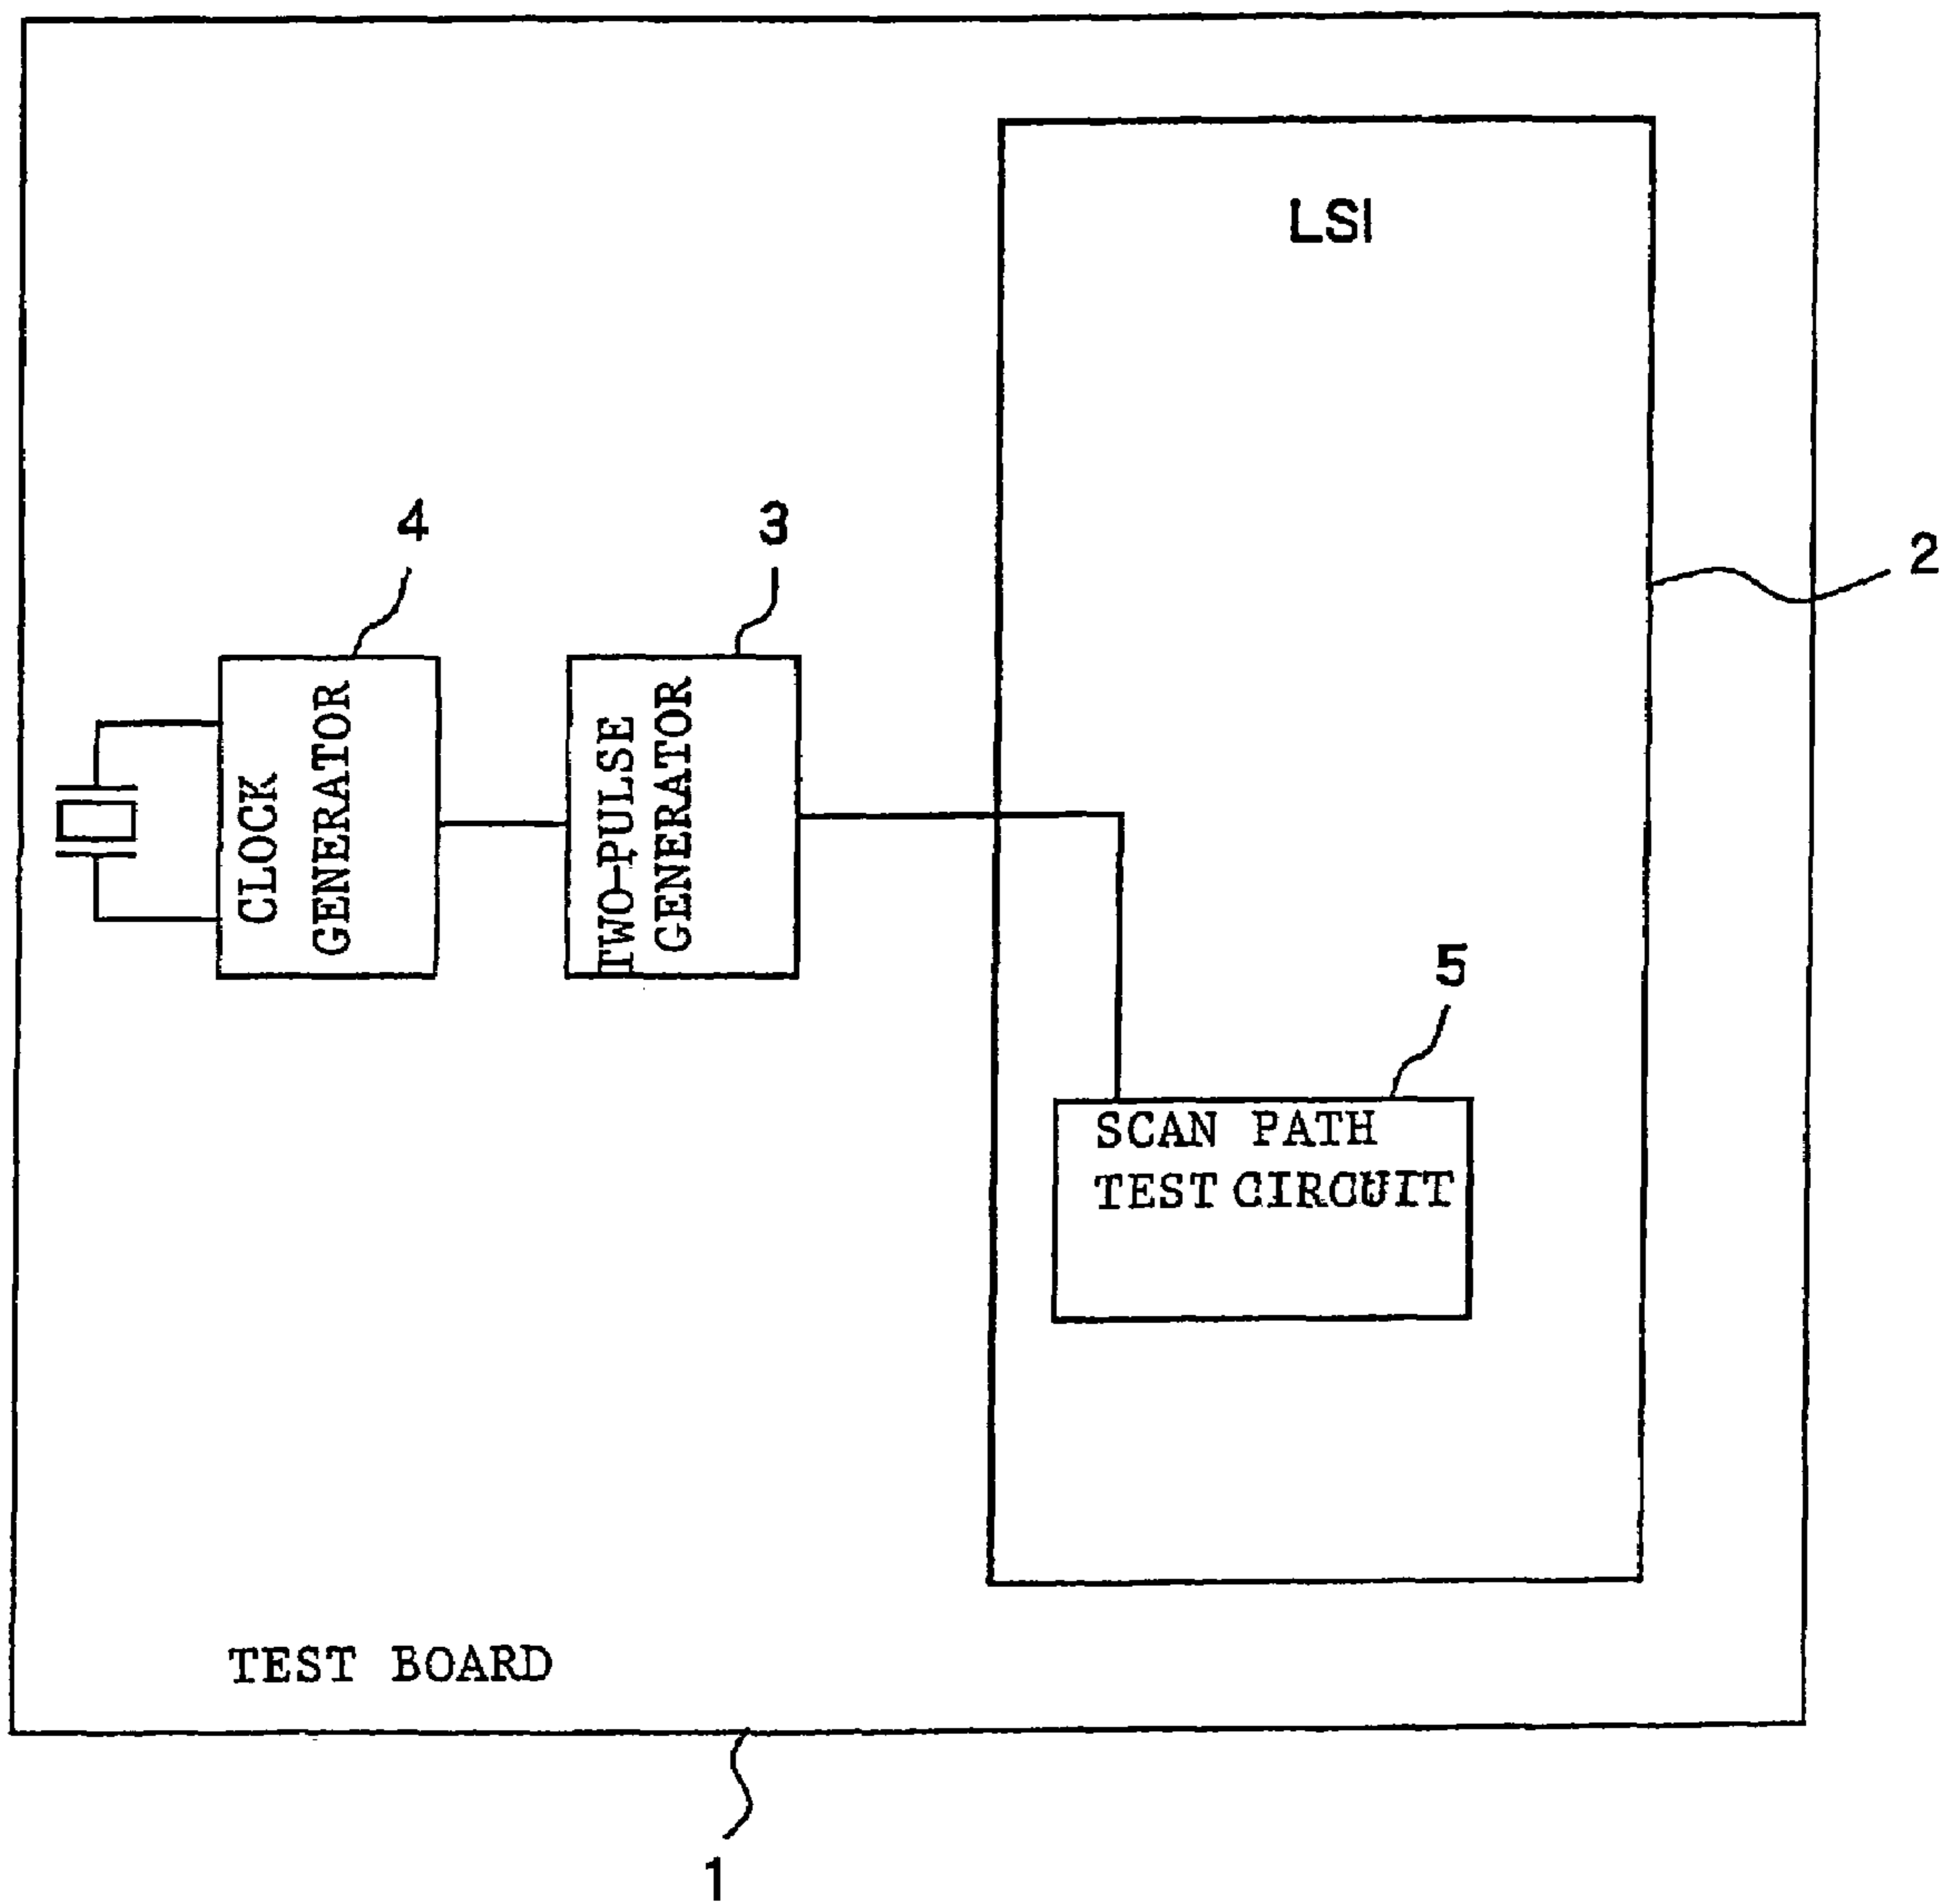 LSI
4
3
2
CLOCK
GENERATOR
TWO-PULSE
GENERATOR
5
SCAN PATH
TEST CIRCUIT
TEST BOARD
1